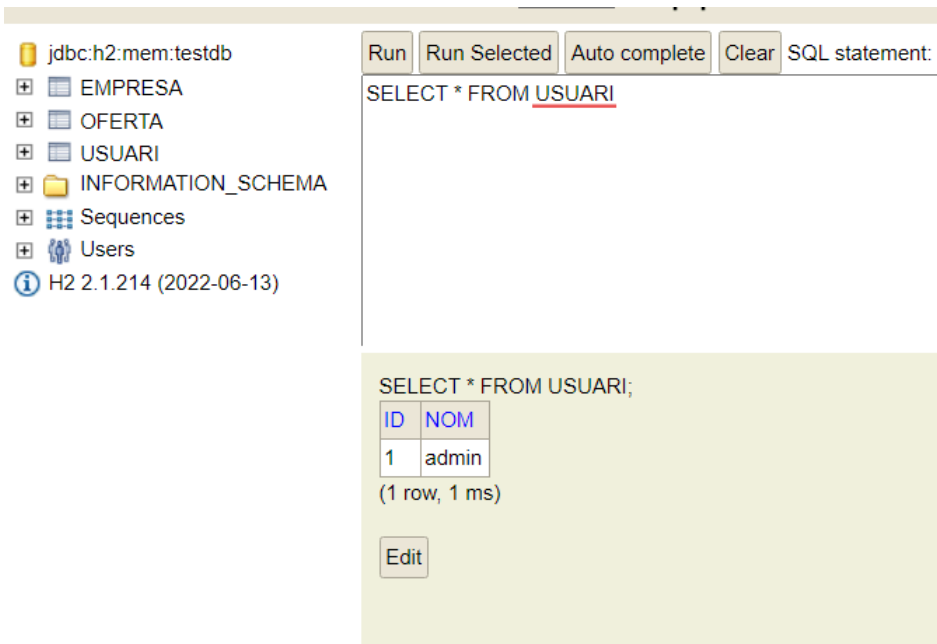 jdbc:h2:mem:testdb
EMPRESA
OFERTA
USUARI
INFORMATION_SCHEMA
Sequences
Users
H2 2.1.214 (2022-06-13)
Run Run Selected Auto complete Clear SQL statement:
SELECT * FROM USUARI
SELECT * FROM USUARI;
ID NOM
1 admin
(1 row, 1 ms)
Edit